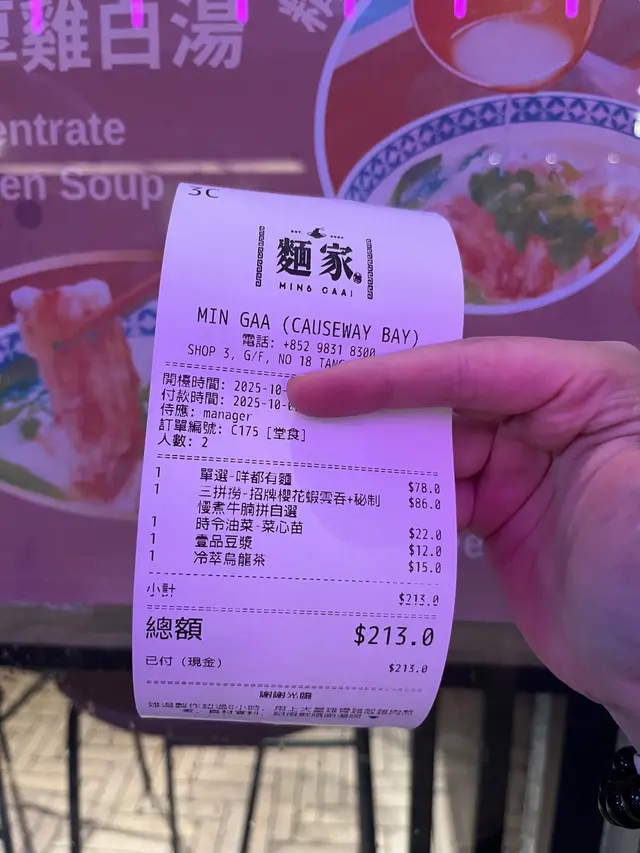 雞白湯
entrate
en Soup
3C
麵家
MING GAAI
MIN GAA (CAUSEWAY BAY)
電話: +852 9831 8300
SHOP 3, G/F, NO 18
開檯時間: 2025-10-
付款時間: 2025-10-
侍應: manager
訂單編號: C175 [堂食]
人數: 2
1 單選-咩都有麵 $78.0
1 三拼撈-招牌櫻花蝦雲吞+秘制 $86.0
慢煮牛腩拼自選
1 時令油菜-菜心苗 $22.0
1 壹品豆漿 $12.0
1 冷萃烏龍茶 $15.0
小計 $213.0
總額 $213.0
已付 (現金) $213.0